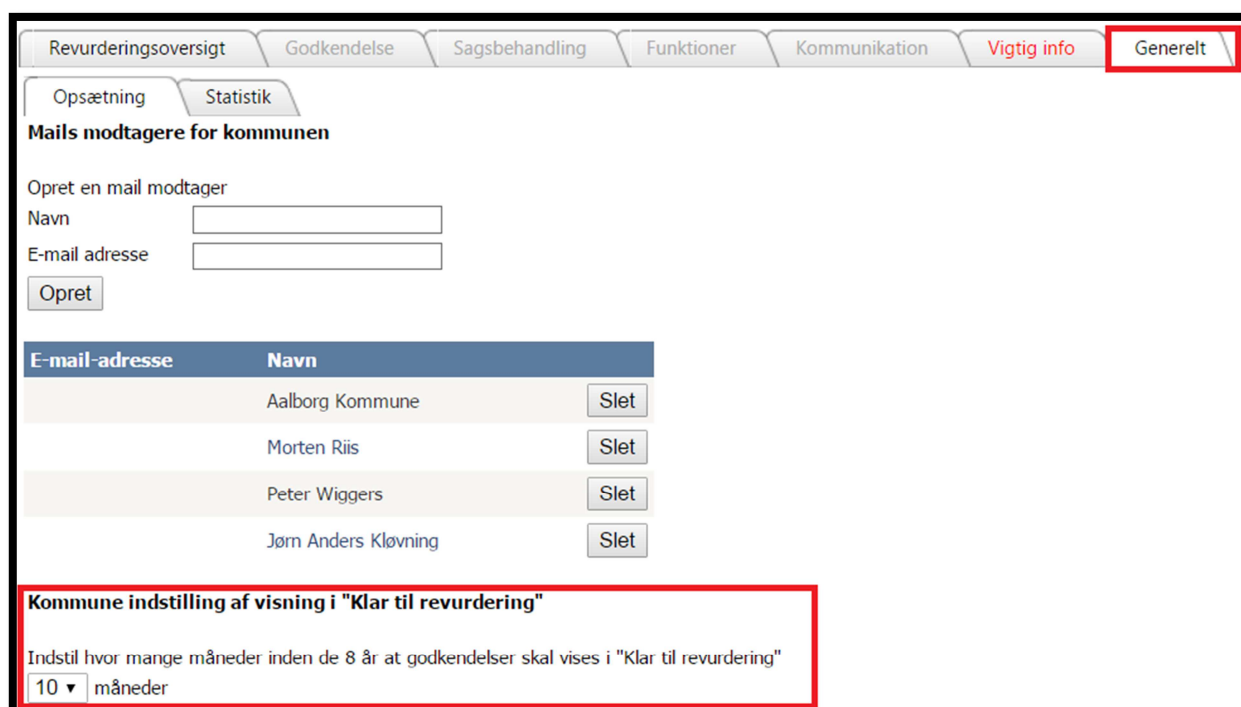 Revurderingsoversigt Godkendelse Sagsbehandling Funktioner Kommunikation Vigtig info Generelt
Opsætning Statistik
Mails modtagere for kommunen
Opret en mail modtager
Navn
E-mail adresse
Opret
E-mail-adresse Navn
Aalborg Kommune Slet
Morten Riis Slet
Peter Wiggers Slet
Jørn Anders Kløvning Slet
Kommune indstilling af visning i "Klar til revurdering"
Indstil hvor mange måneder inden de 8 år at godkendelser skal vises i "Klar til revurdering"
10 måneder